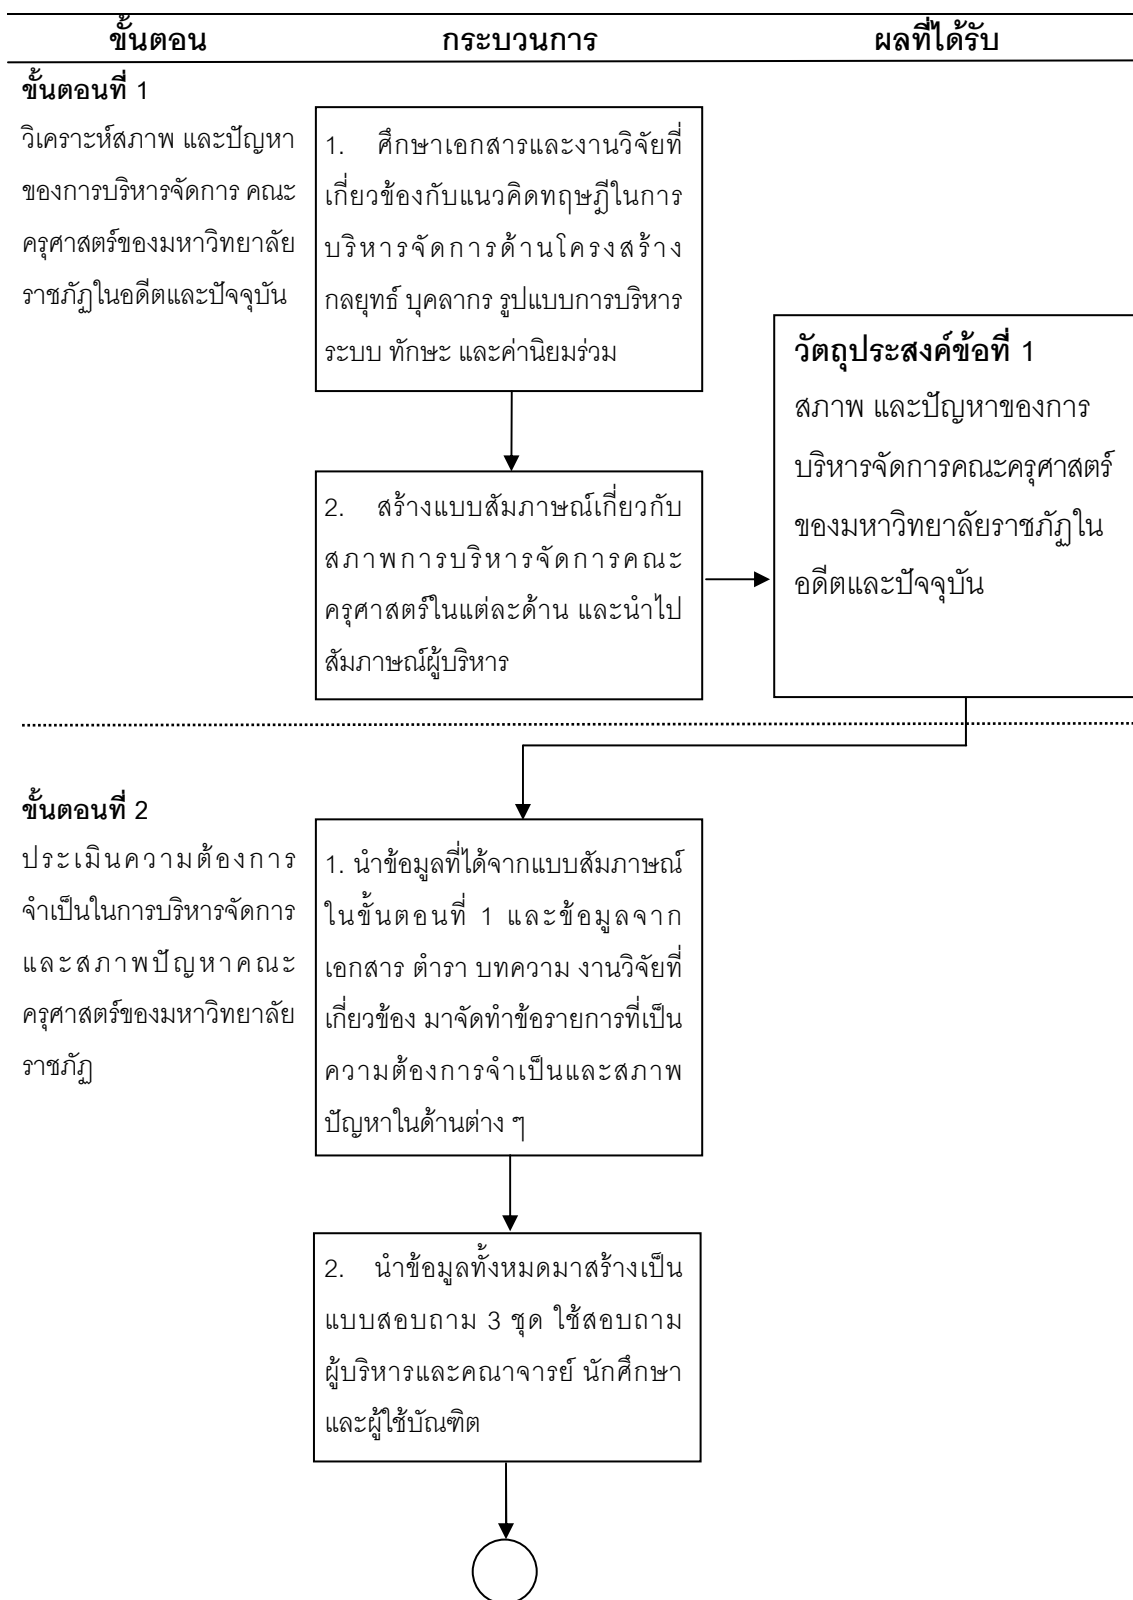 ขั้นตอน กระบวนการ ผลที่ได้รับ
ขั้นตอนที่ 1
วิเคราะห์สภาพ และปัญหา
ของการบริหารจัดการ คณะ
ครุศาสตร์ของมหาวิทยาลัย
ราชภัฏในอดีตและปัจจุบัน
1. ศึกษาเอกสารและงานวิจัยที่
เกี่ยวข้องกับแนวคิดทฤษฎีในการ
บริหารจัดการด้านโครงสร้าง
กลยุทธ์ บุคลากร รูปแบบการบริหาร
ระบบ ทักษะ และค่านิยมร่วม
2. สร้างแบบสัมภาษณ์เกี่ยวกับ
สภาพการบริหารจัดการคณะ
ครุศาสตร์ในแต่ละด้าน และนำไป
สัมภาษณ์ผู้บริหาร
วัตถุประสงค์ข้อที่ 1
สภาพ และปัญหาของการ
บริหารจัดการคณะครุศาสตร์
ของมหาวิทยาลัยราชภัฏใน
อดีตและปัจจุบัน
ขั้นตอนที่ 2
ประเมินความต้องการ
จำเป็นในการบริหารจัดการ
และสภาพปัญหาคณะ
ครุศาสตร์ของมหาวิทยาลัย
ราชภัฏ
1. นำข้อมูลที่ได้จากแบบสัมภาษณ์
ในขั้นตอนที่ 1 และข้อมูลจาก
เอกสาร ตำรา บทความ งานวิจัยที่
เกี่ยวข้อง มาจัดทำข้อรายการที่เป็น
ความต้องการจำเป็นและสภาพ
ปัญหาในด้านต่าง ๆ
2. นำข้อมูลทั้งหมดมาสร้างเป็น
แบบสอบถาม 3 ชุด ใช้สอบถาม
ผู้บริหารและคณาจารย์ นักศึกษา
และผู้ใช้บัณฑิต